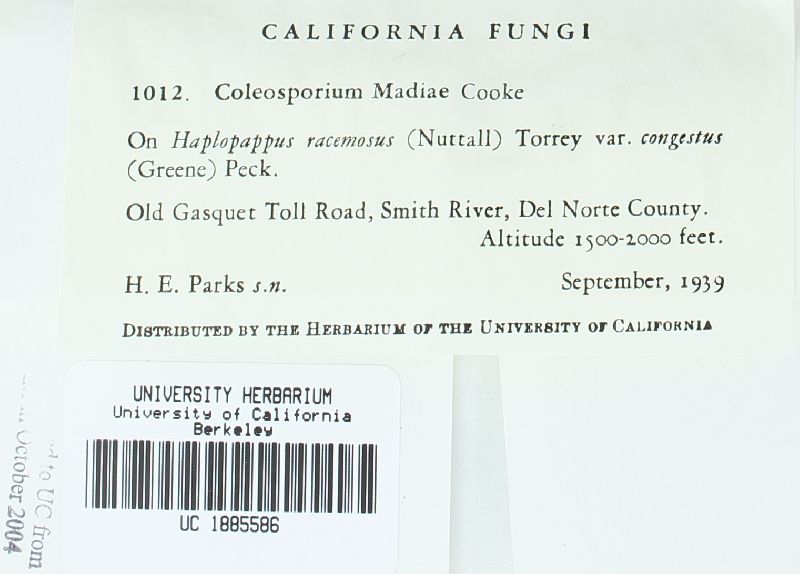 CALIFORNIA FUNGI
1012. Coleosporium Madiae Cooke
On Haplopappus racemosus (Nuttall) Torrey var. congestus
(Greene) Peck.
Old Gasquet Toll Road, Smith River, Del Norte County.
Altitude 1500-2000 feet.
H. E. Parks s.n. September, 1939
DISTRIBUTED BY THE HERBARIUM OF THE UNIVERSITY OF CALIFORNIA
UNIVERSITY HERBARIUM
University of California
Berkeley
UC 1885586
to UC from
October 2004